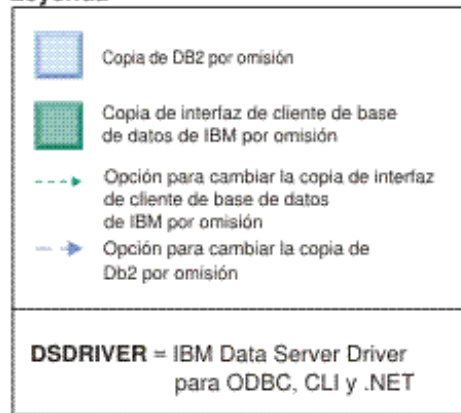 Copia de DB2 por omisión
Copia de interfaz de cliente de base
de datos de IBM por omisión
Opción para cambiar la copia de interfaz
de cliente de base de datos
de IBM por omisión
Opción para cambiar la copia de
Db2 por omisión
DSDRIVER = IBM Data Server Driver
para ODBC, CLI y .NET